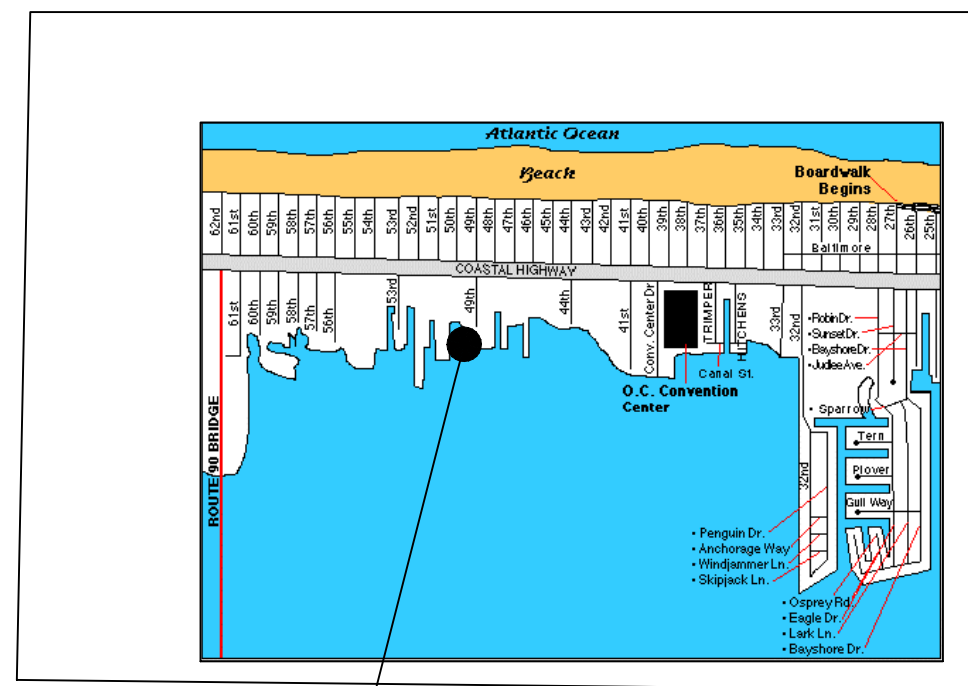 Atlantic Ocean
Beach
Boardwalk
Begins
62nd
61st
60th
59th
58th
57th
56th
55th
54th
53rd
52nd
51st
50th
49th
48th
47th
46th
45th
44th
43rd
42nd
41st
40th
39th
38th
37th
36th
35th
34th
33rd
32nd
31st
30th
29th
28th
27th
26th
25th
Baltimore
COASTAL HIGHWAY
61st
60th
59th
58th
57th
56th
53rd
49th
44th
41st
Conv. Center Dr
TRIMPER
HITCHENS
33rd
32nd
• Robin Dr.
• Sunset Dr.
• Bayshore Dr.
• Judlee Ave.
Canal St.
O.C. Convention
Center
• Sparrow
Tern
Plover
Gull Way
32nd
ROUTE 90 BRIDGE
• Penguin Dr.
• Anchorage Way
• Windjammer Ln.
• Skipjack Ln.
• Osprey Rd.
• Eagle Dr.
• Lark Ln.
• Bayshore Dr.